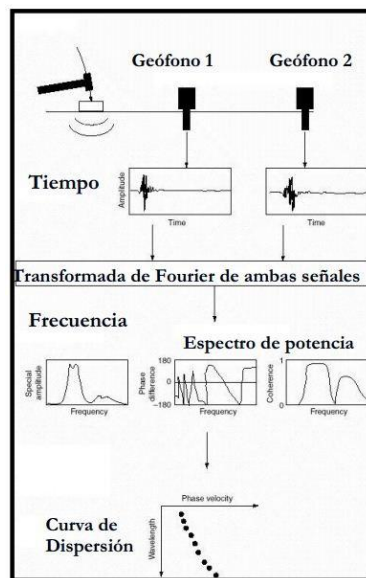 Geófono 1
Geófono 2
Tiempo
Amplitude
Time
Time
Transformada de Fourier de ambas señales
Frecuencia
Espectro de potencia
Special
amplitude
Frequency
Phase
difference
180
0
-180
Frequency
Coherence
1
0
Frequency
Phase velocity
Curva de
Dispersión
Wavelength